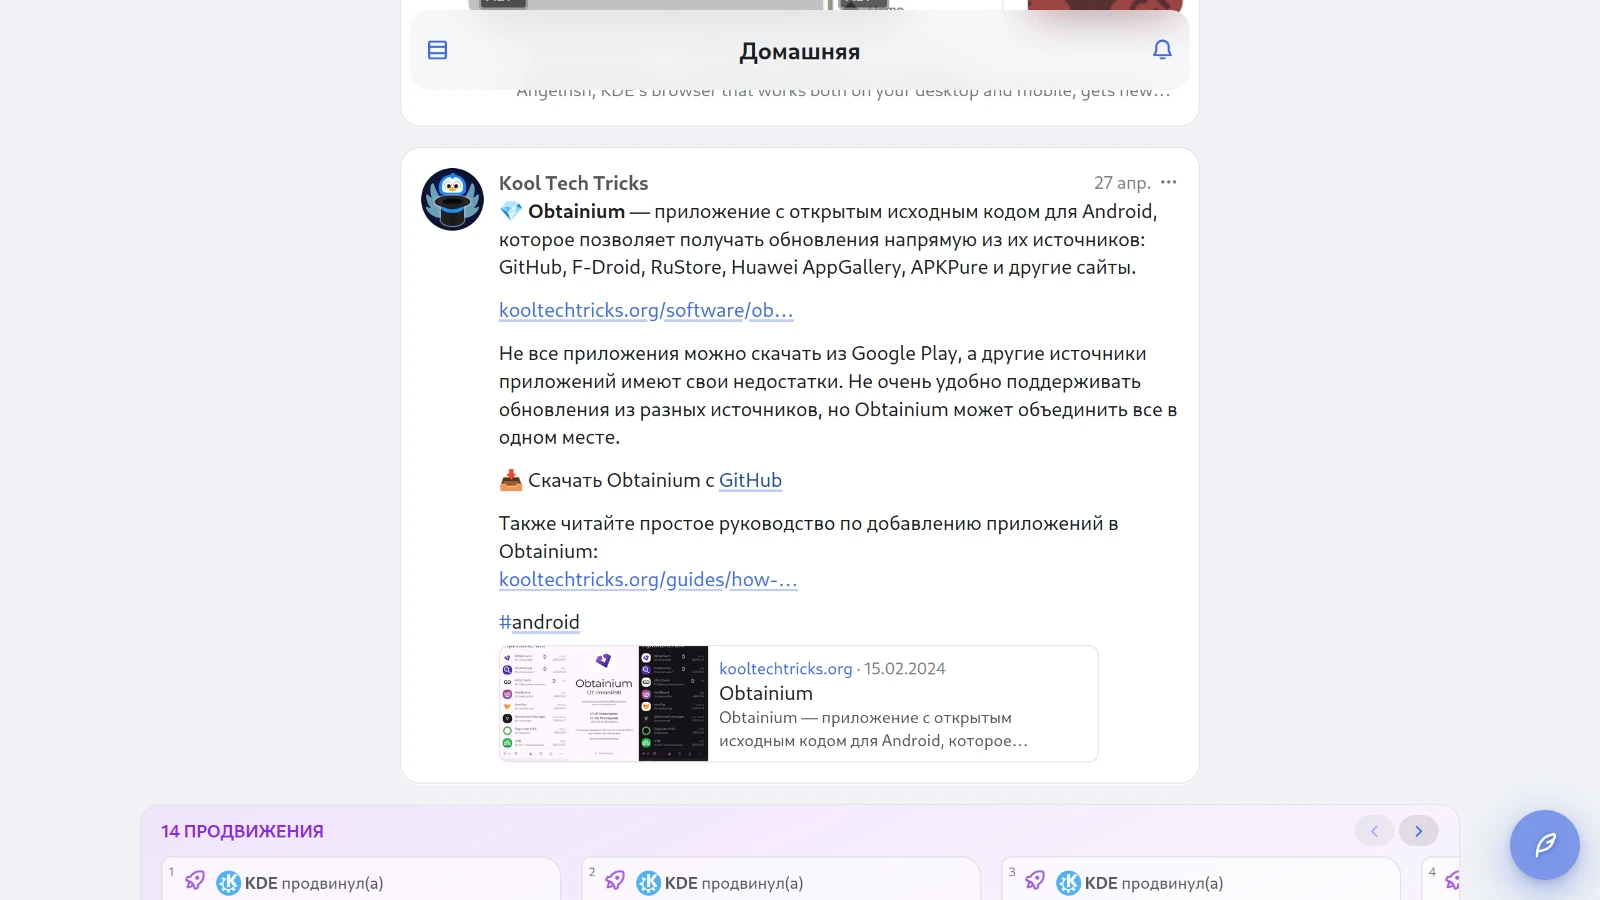 Домашняя
Angelfish, KDE's browser that works both on your desktop and mobile, gets new...
Kool Tech Tricks
27 апр.
💎 Obtainium — приложение с открытым исходным кодом для Android,
которое позволяет получать обновления напрямую из их источников:
GitHub, F-Droid, RuStore, Huawei AppGallery, APKPure и другие сайты.
kooltechtricks.org/software/ob…
Не все приложения можно скачать из Google Play, а другие источники
приложений имеют свои недостатки. Не очень удобно поддерживать
обновления из разных источников, но Obtainium может объединить все в
одном месте.
📥 Скачать Obtainium с GitHub
Также читайте простое руководство по добавлению приложений в
Obtainium:
kooltechtricks.org/guides/how-…
#android
Obtainium
kooltechtricks.org · 15.02.2024
Obtainium
Obtainium — приложение с открытым
исходным кодом для Android, которое…
14 ПРОДВИЖЕНИЯ
1 KDE продвинул(а)
2 KDE продвинул(а)
3 KDE продвинул(а)
4